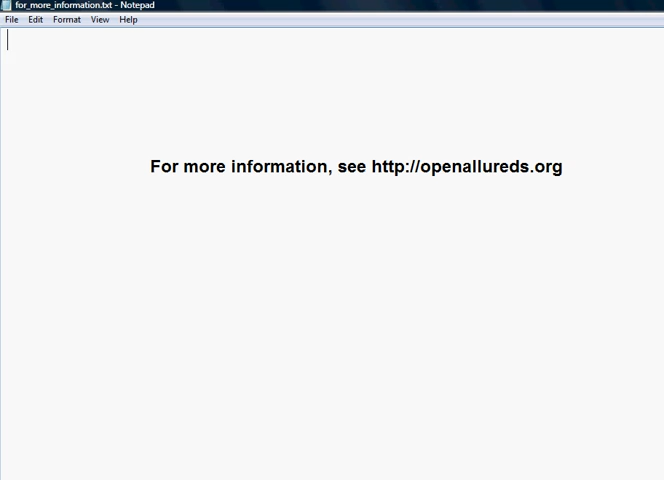 for_more_information.txt - Notepad
File Edit Format View Help
For more information, see http://openallureds.org